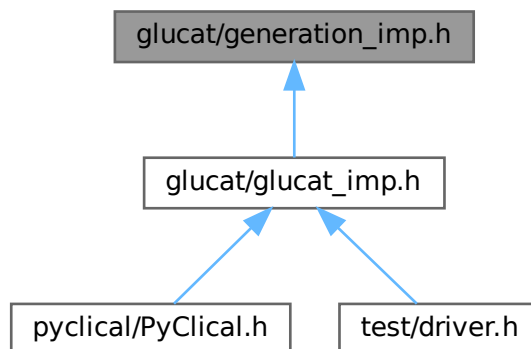 glucat/generation_imp.h
glucat/glucat_imp.h
pyclical/PyClical.h
test/driver.h